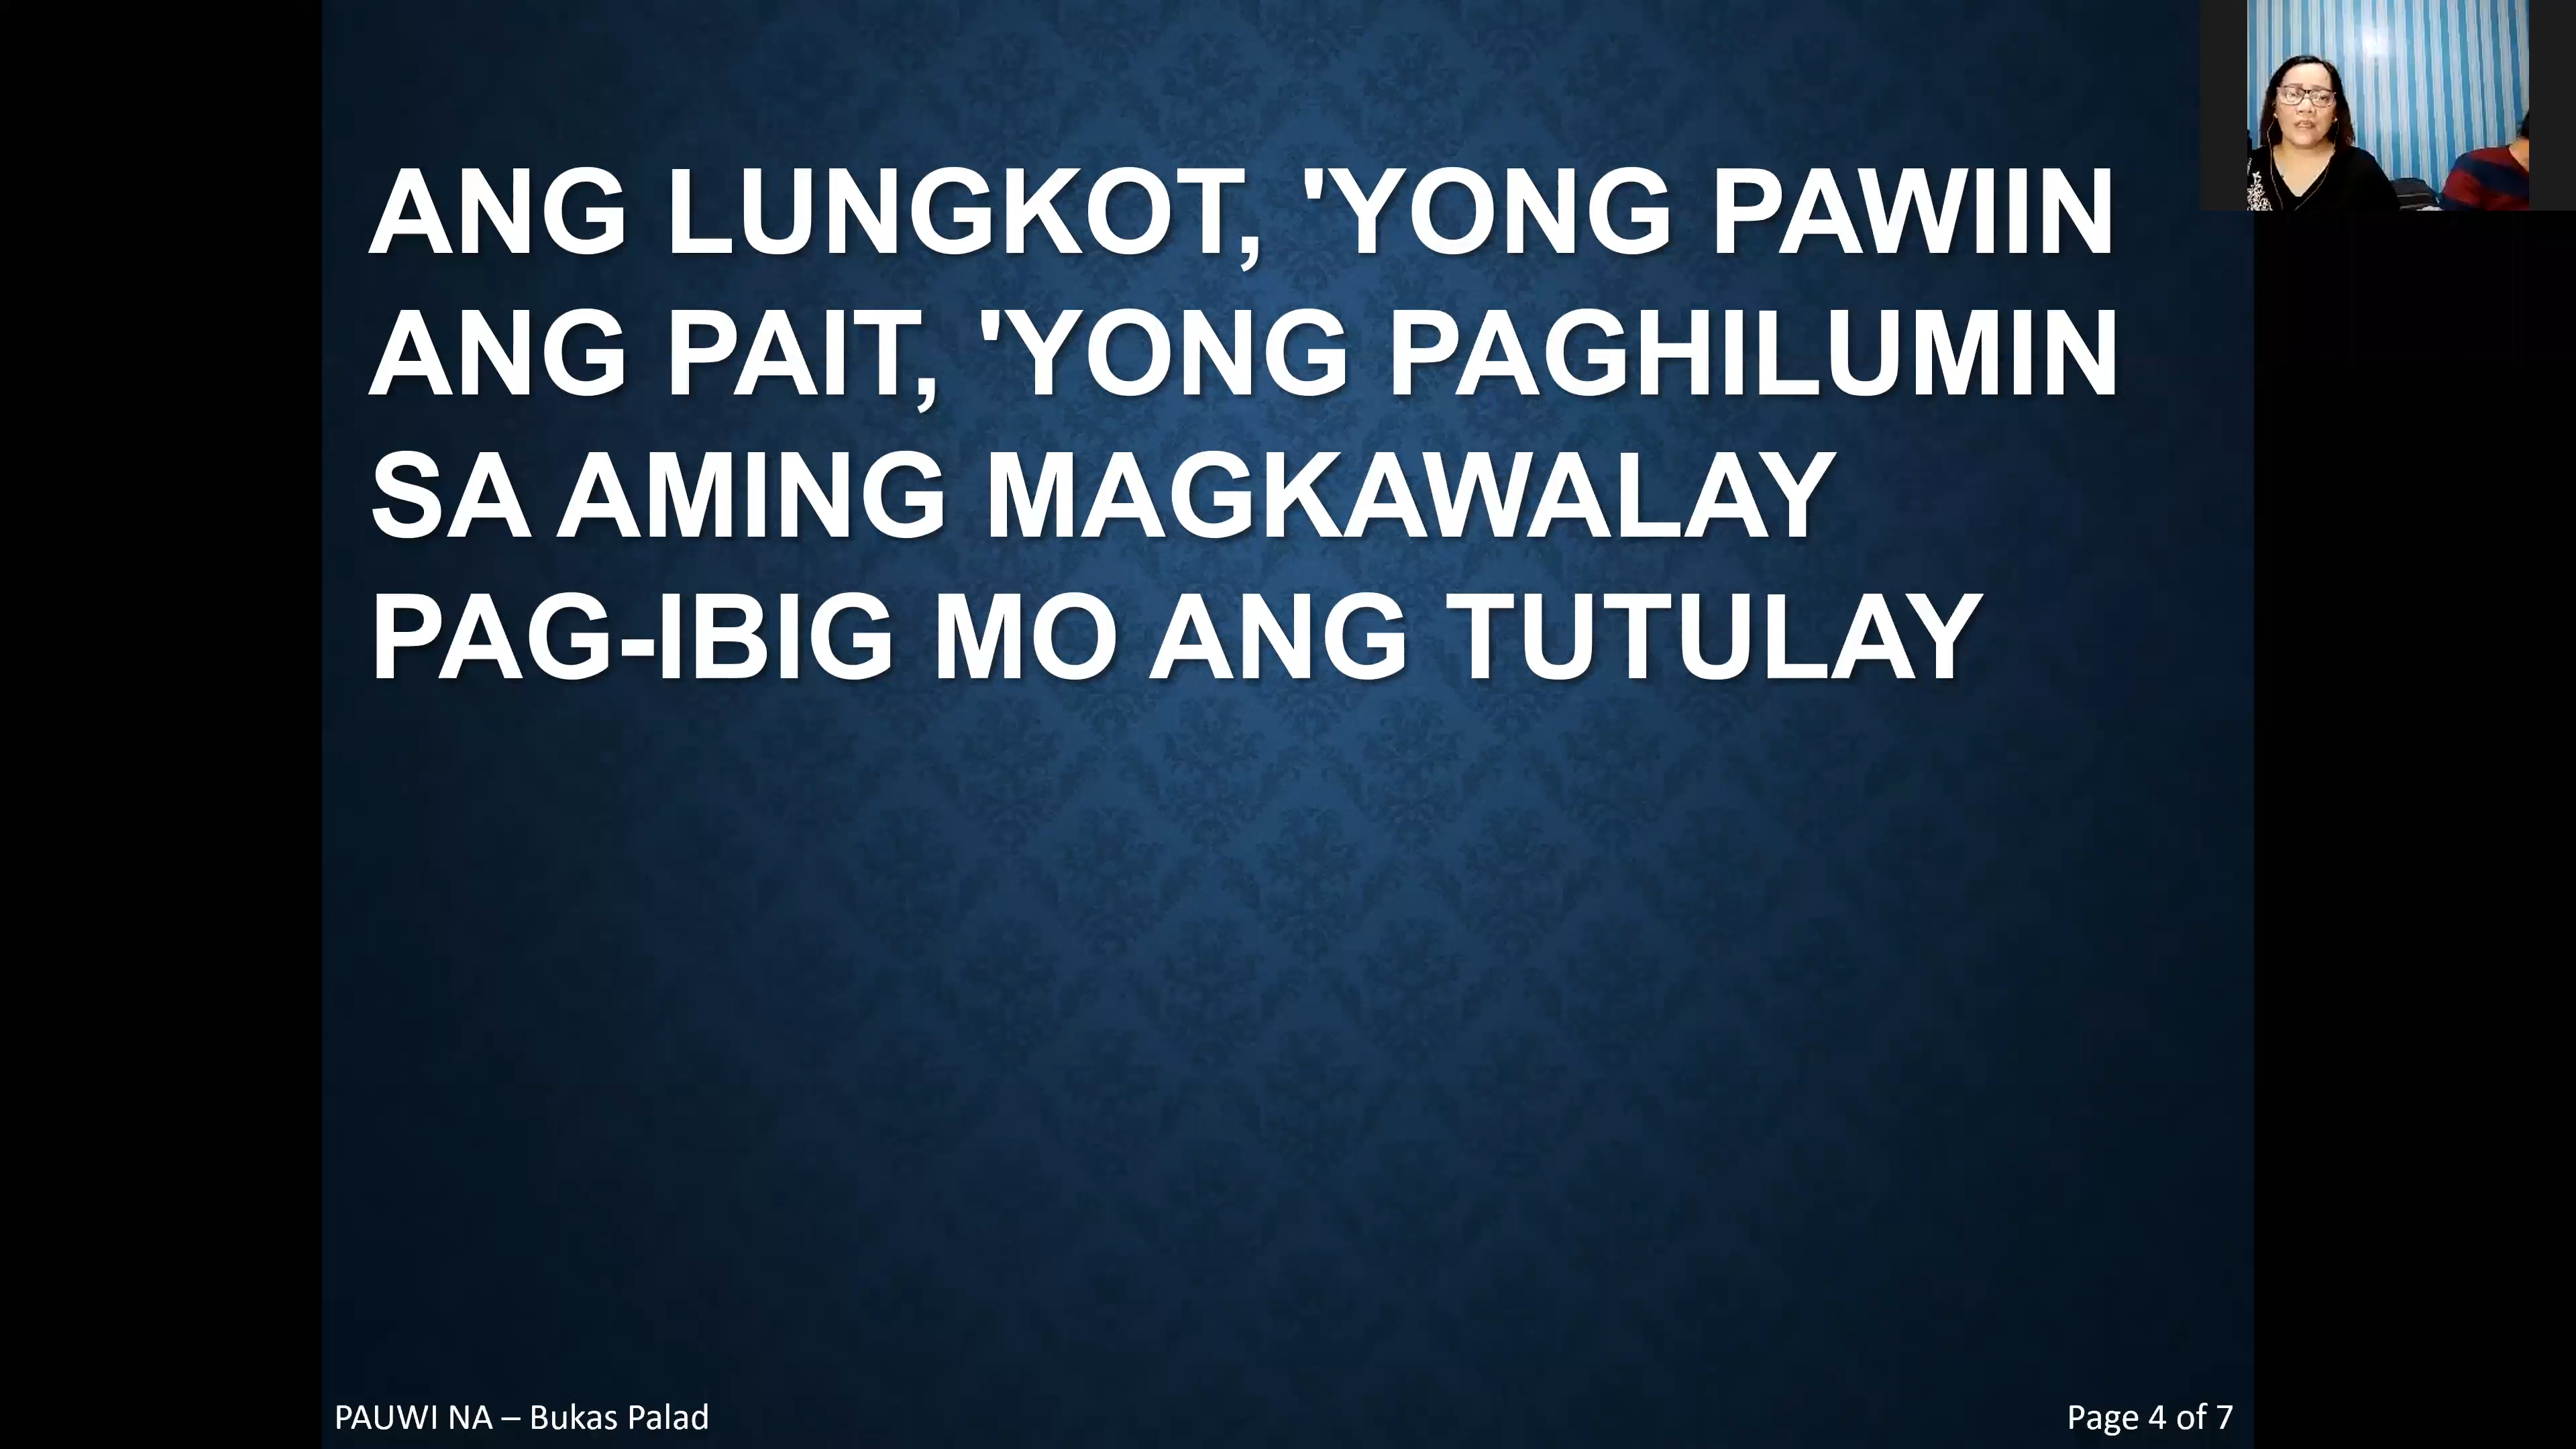 ANG LUNGKOT, 'YONG PAWIIN
ANG PAIT, 'YONG PAGHILUMIN
SA AMING MAGKAWALAY
PAG-IBIG MO ANG TUTULAY
PAUWI NA – Bukas Palad
Page 4 of 7